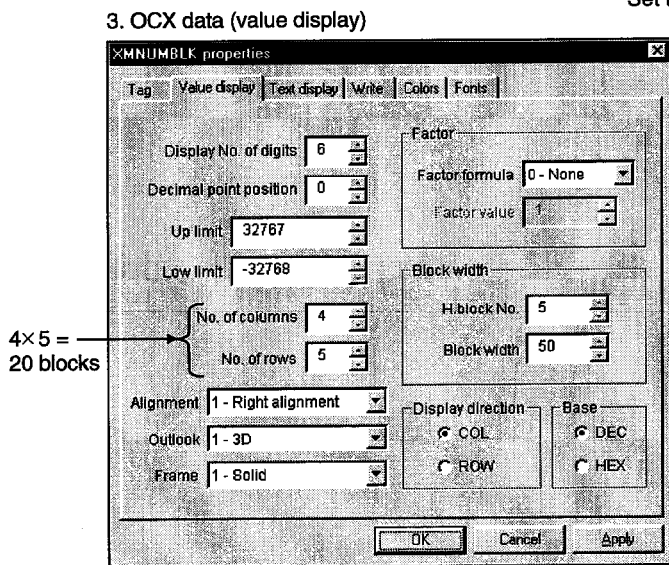 Set
3. OCX data (value display)
XMNUMBLK properties
Tag
Value display
Text display
Write
Colors
Fonts
Display No. of digits 6
Decimal point position 0
Up limit 32767
Low limit -32768
4×5 =
20 blocks
No. of columns 4
No. of rows 5
Alignment 1 - Right alignment
Outlook 1 - 3D
Frame 1 - Solid
Factor
Factor formula 0 - None
Factor value 1
Block width
H.block No. 5
Block width 50
Display direction
COL
ROW
Base
DEC
HEX
OK
Cancel
Apply